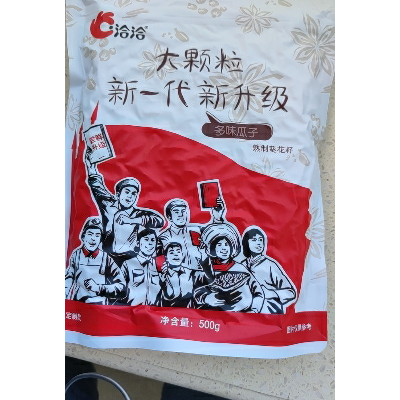 洽洽
大颗粒
新一代新升级
多味瓜子
熟制葵花籽
净含量：500g